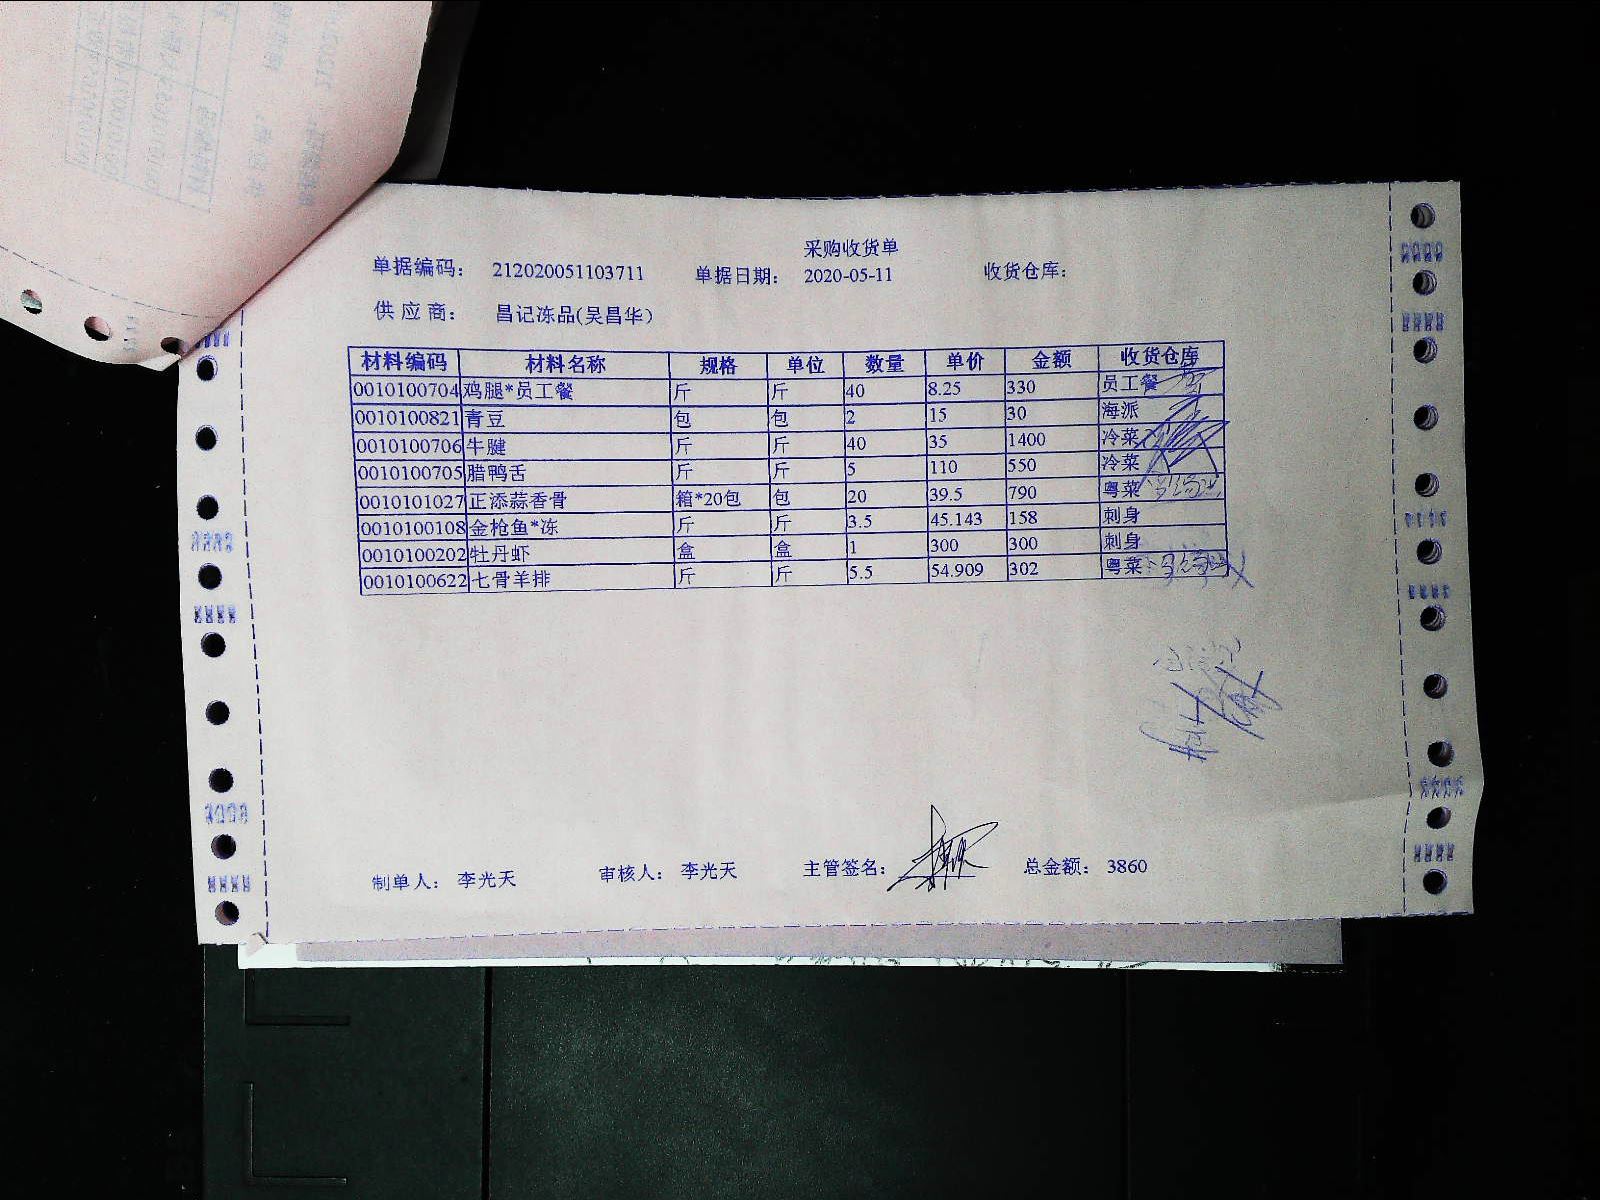 采购收货单
单据编码: 212020051103711 单据日期: 2020-05-11 收货仓库:
供应商: 昌记冻品(吴昌华)
材料编码 材料名称 规格 单位 数量 单价 金额 收货仓库
0010100704 鸡腿*员工餐 斤 斤 40 8.25 330 员工餐
0010100821 青豆 包 包 2 15 30 海派
0010100706 牛腱 斤 斤 40 35 1400 冷菜
0010100705 腊鸭舌 斤 斤 5 110 550 冷菜
0010101027 正添蒜香骨 箱*20包 包 20 39.5 790 粤菜
0010100108 金枪鱼*冻 斤 斤 3.5 45.143 158 刺身
0010100202 牡丹虾 盒 盒 1 300 300 刺身
0010100622 七骨羊排 斤 斤 5.5 54.909 302 粤菜
制单人: 李光天 审核人: 李光天 主管签名: 总金额: 3860